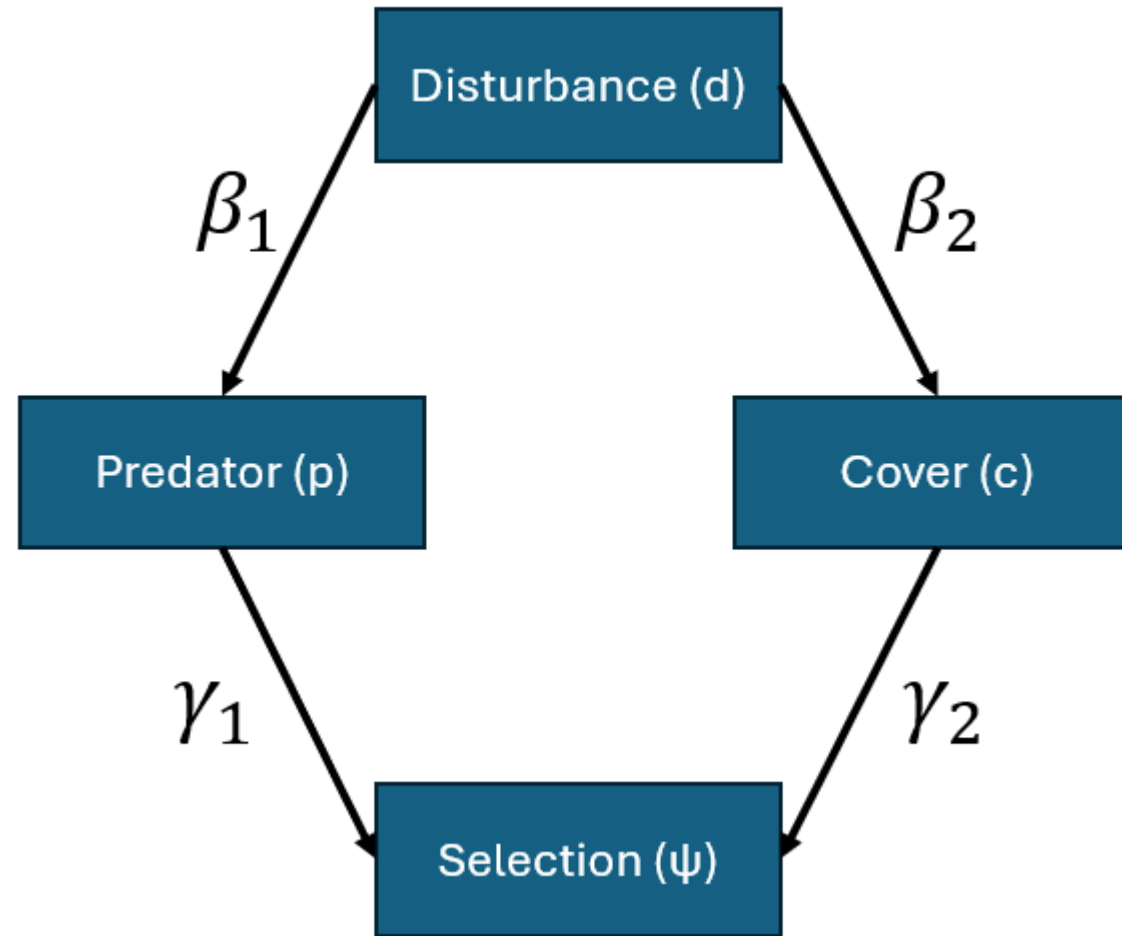 Disturbance (d)
β₁
β₂
Predator (p)
Cover (c)
γ₁
γ₂
Selection (ψ)